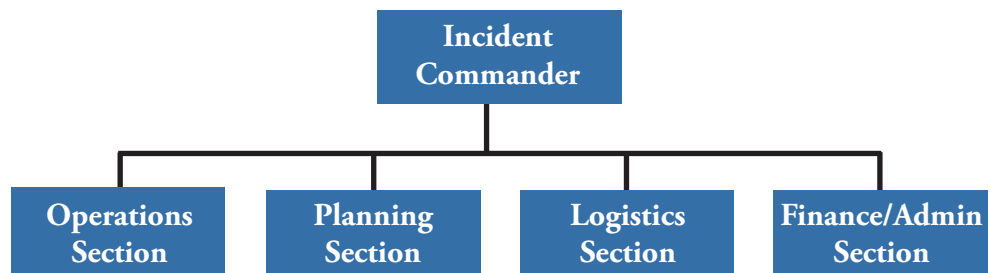 Incident
Commander
Operations
Section
Planning
Section
Logistics
Section
Finance/Admin
Section